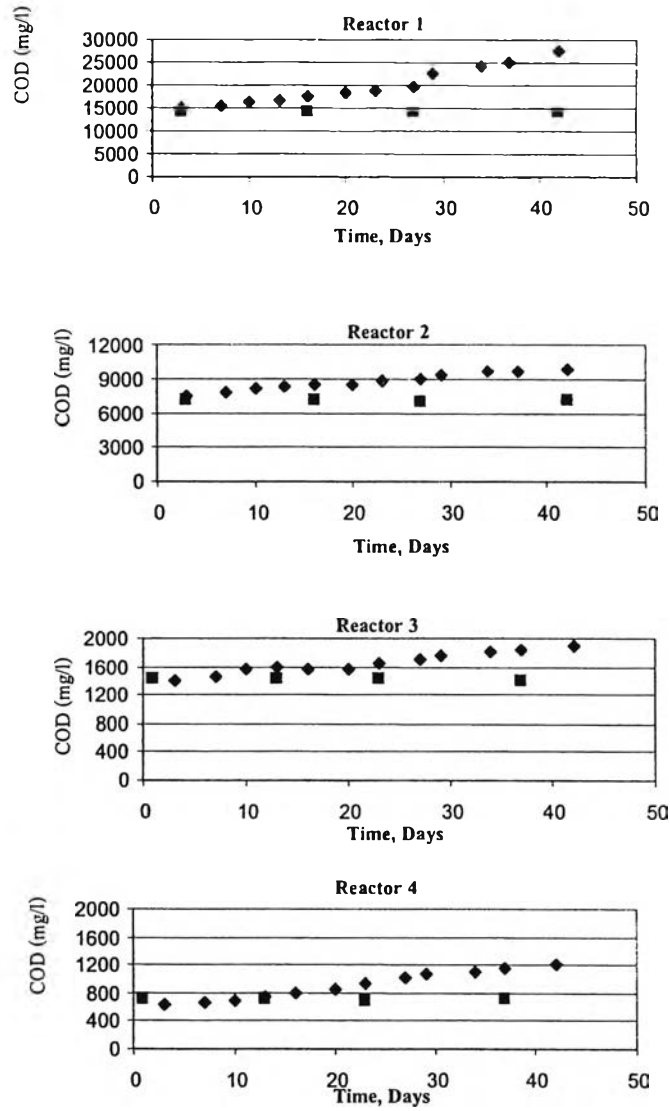 Reactor 1
COD (mg/l)
30000
25000
20000
15000
10000
5000
0
0 10 20 30 40 50
Time, Days
Reactor 2
COD (mg/l)
12000
9000
6000
3000
0
0 10 20 30 40 50
Time, Days
Reactor 3
COD (mg/l)
2000
1600
1200
800
400
0
0 10 20 30 40 50
Time, Days
Reactor 4
COD (mg/l)
2000
1600
1200
800
400
0
0 10 20 30 40 50
Time, Days